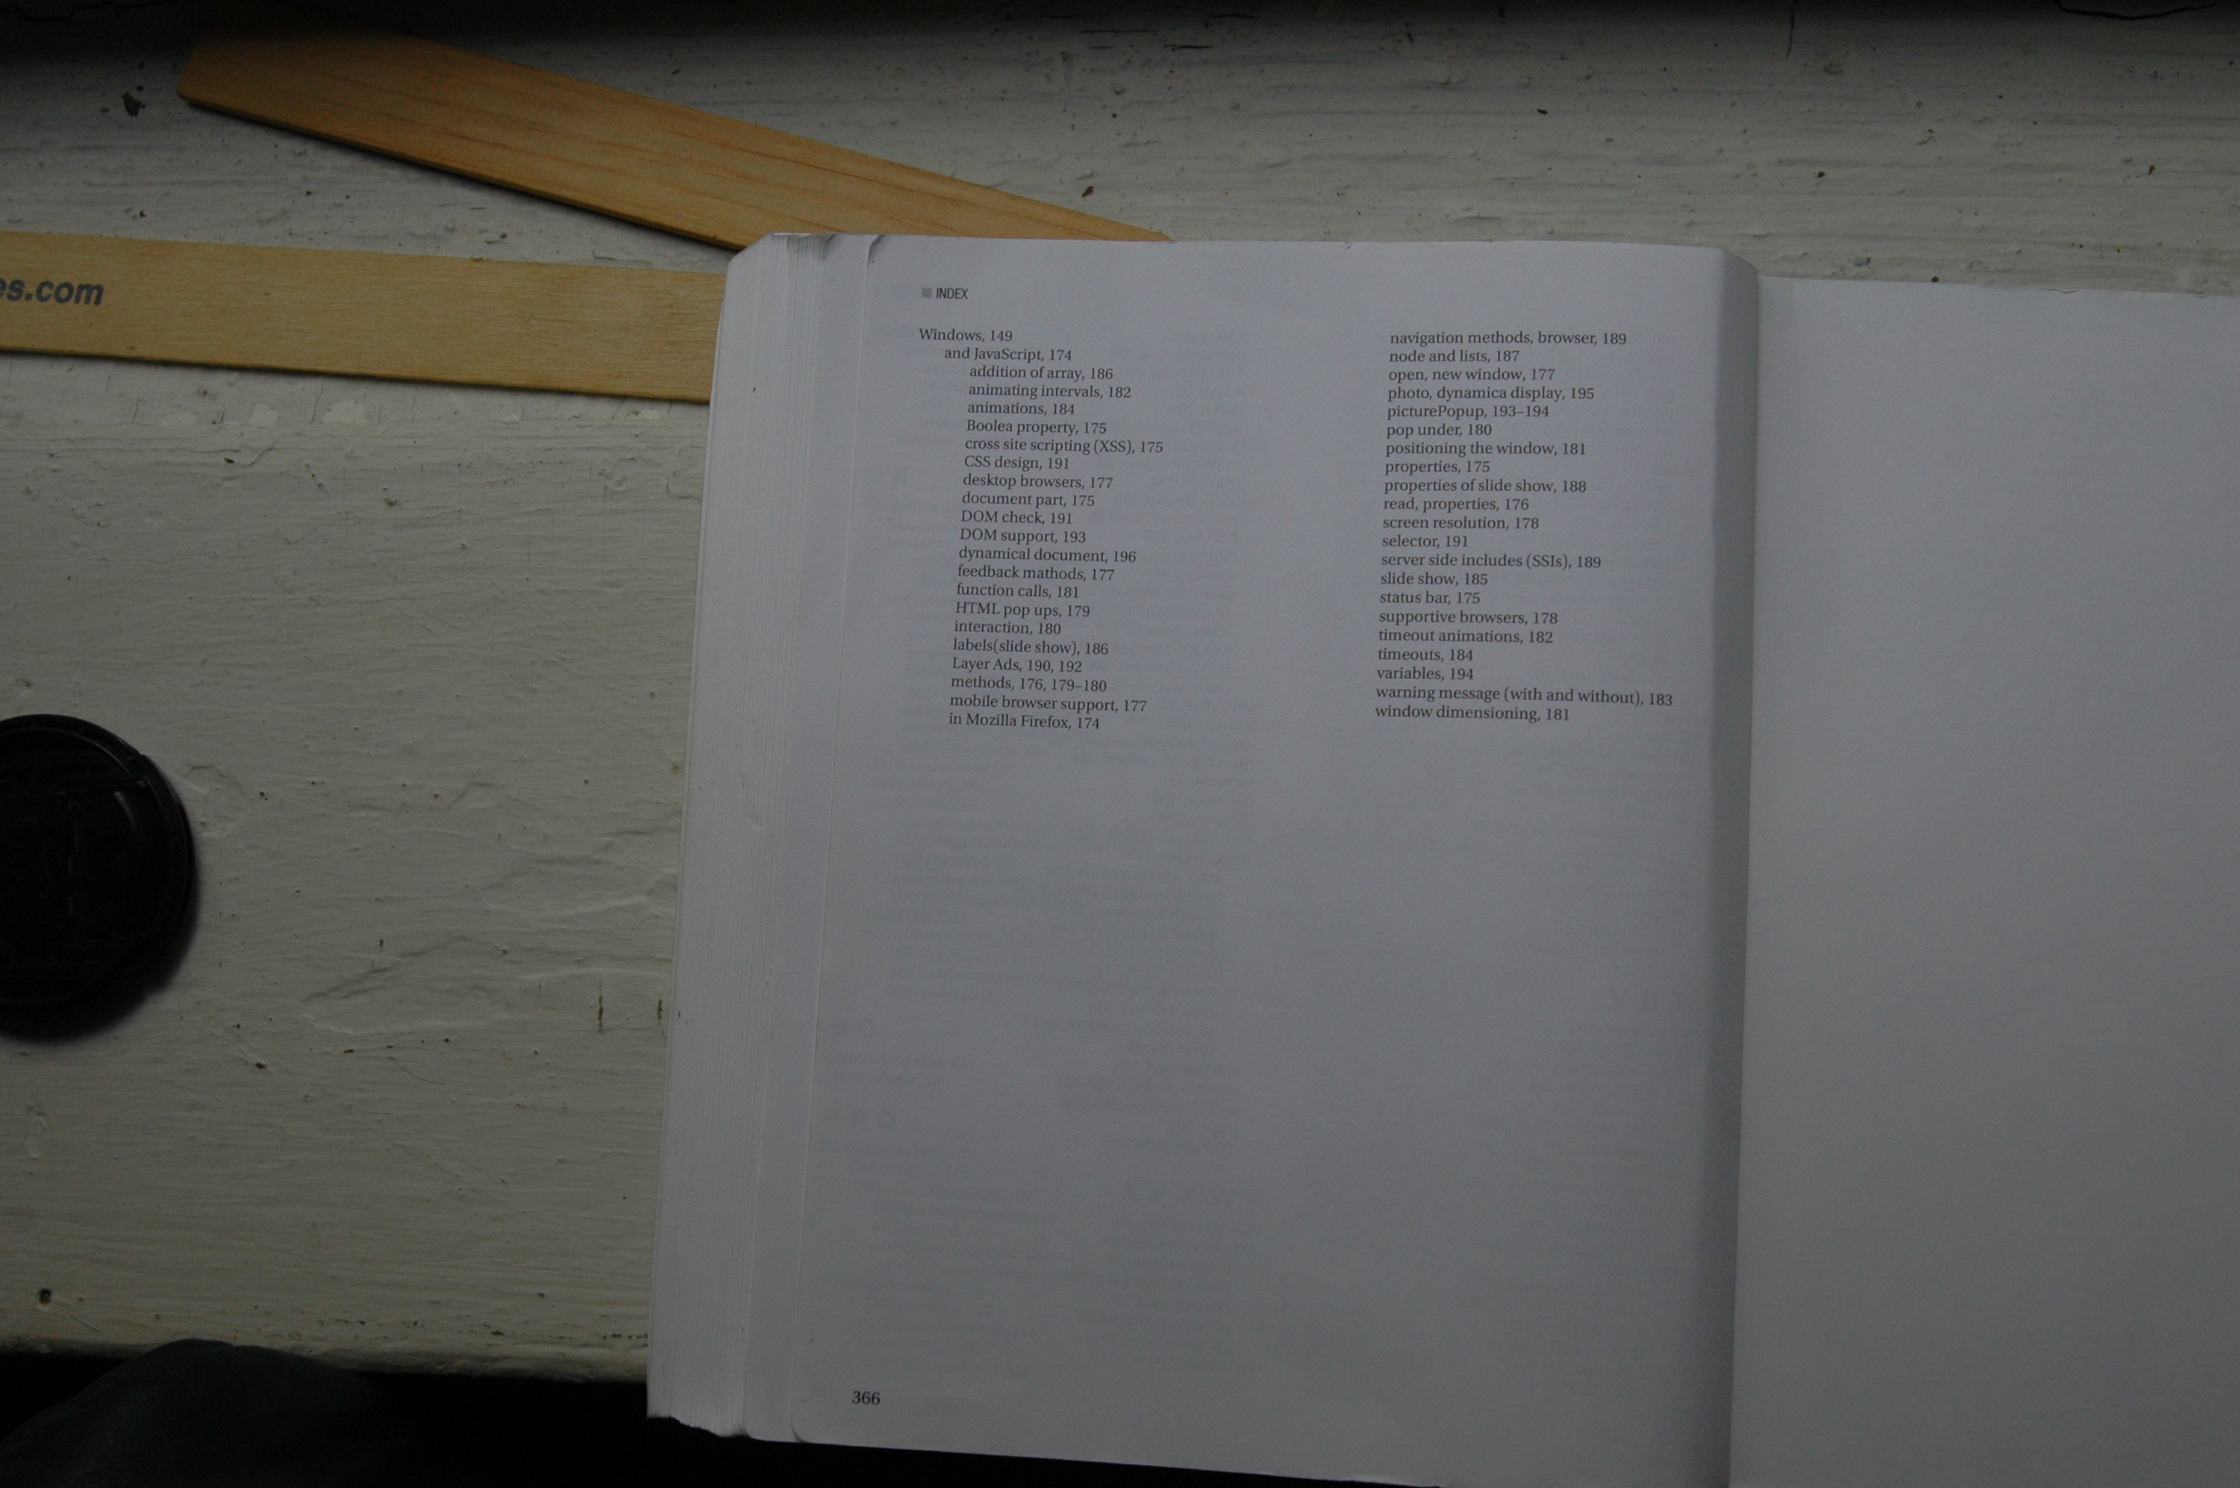 es.com
INDEX
Windows, 149
and JavaScript, 174
addition of array, 186
animating intervals, 182
animations, 184
Boolea property, 175
cross site scripting (XSS), 175
CSS design, 191
desktop browsers, 177
document part, 175
DOM check, 191
DOM support, 193
dynamical document, 196
feedback mathods, 177
function calls, 181
HTML pop ups, 179
interaction, 180
labels(slide show), 186
Layer Ads, 190, 192
methods, 176, 179–180
mobile browser support, 177
in Mozilla Firefox, 174
navigation methods, browser, 189
node and lists, 187
open, new window, 177
photo, dynamica display, 195
picturePopup, 193–194
pop under, 180
positioning the window, 181
properties, 175
properties of slide show, 188
read, properties, 176
screen resolution, 178
selector, 191
server side includes (SSIs), 189
slide show, 185
status bar, 175
supportive browsers, 178
timeout animations, 182
timeouts, 184
variables, 194
warning message (with and without), 183
window dimensioning, 181
366